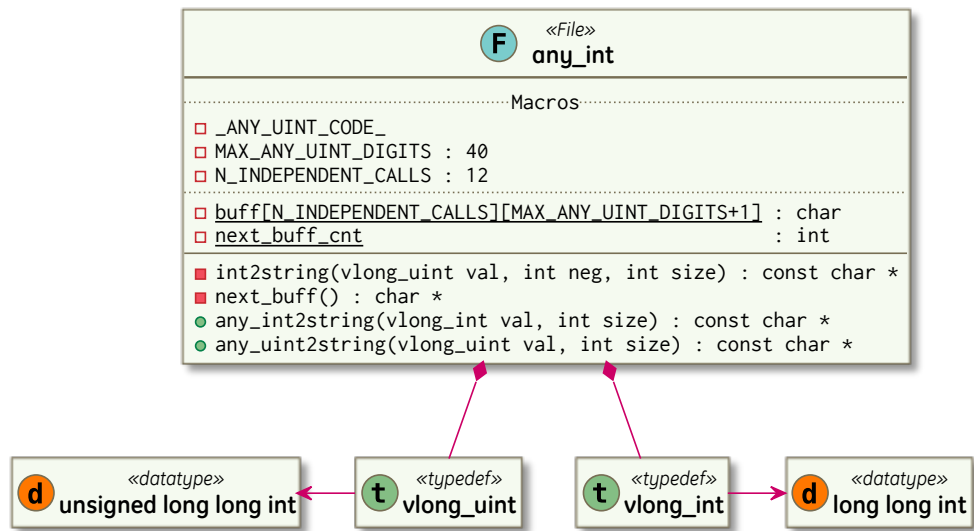 F
«File»
any_int
Macros
_ANY_UINT_CODE_
MAX_ANY_UINT_DIGITS : 40
N_INDEPENDENT_CALLS : 12
buff[N_INDEPENDENT_CALLS][MAX_ANY_UINT_DIGITS+1] : char
next_buff_cnt : int
int2string(vlong_uint val, int neg, int size) : const char *
next_buff() : char *
any_int2string(vlong_int val, int size) : const char *
any_uint2string(vlong_uint val, int size) : const char *
d
«datatype»
unsigned long long int
t
«typedef»
vlong_uint
t
«typedef»
vlong_int
d
«datatype»
long long int